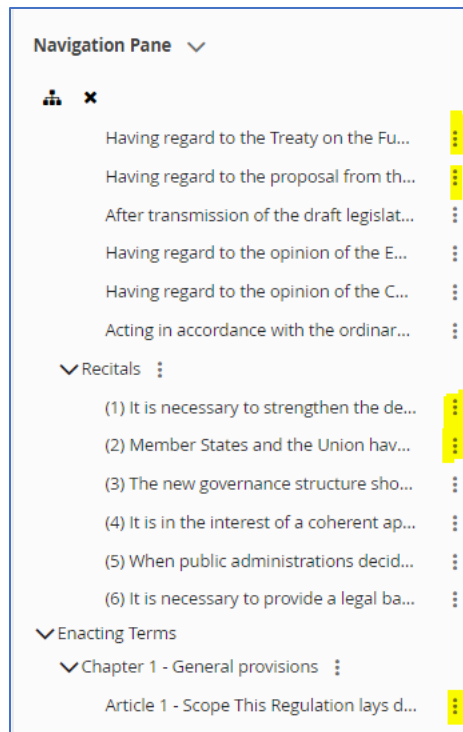 Navigation Pane
Having regard to the Treaty on the Fu...
Having regard to the proposal from th...
After transmission of the draft legislat...
Having regard to the opinion of the E...
Having regard to the opinion of the C...
Acting in accordance with the ordinar...
Recitals
(1) It is necessary to strengthen the de...
(2) Member States and the Union hav...
(3) The new governance structure sho...
(4) It is in the interest of a coherent ap...
(5) When public administrations decid...
(6) It is necessary to provide a legal ba...
Enacting Terms
Chapter 1 - General provisions
Article 1 - Scope This Regulation lays d...